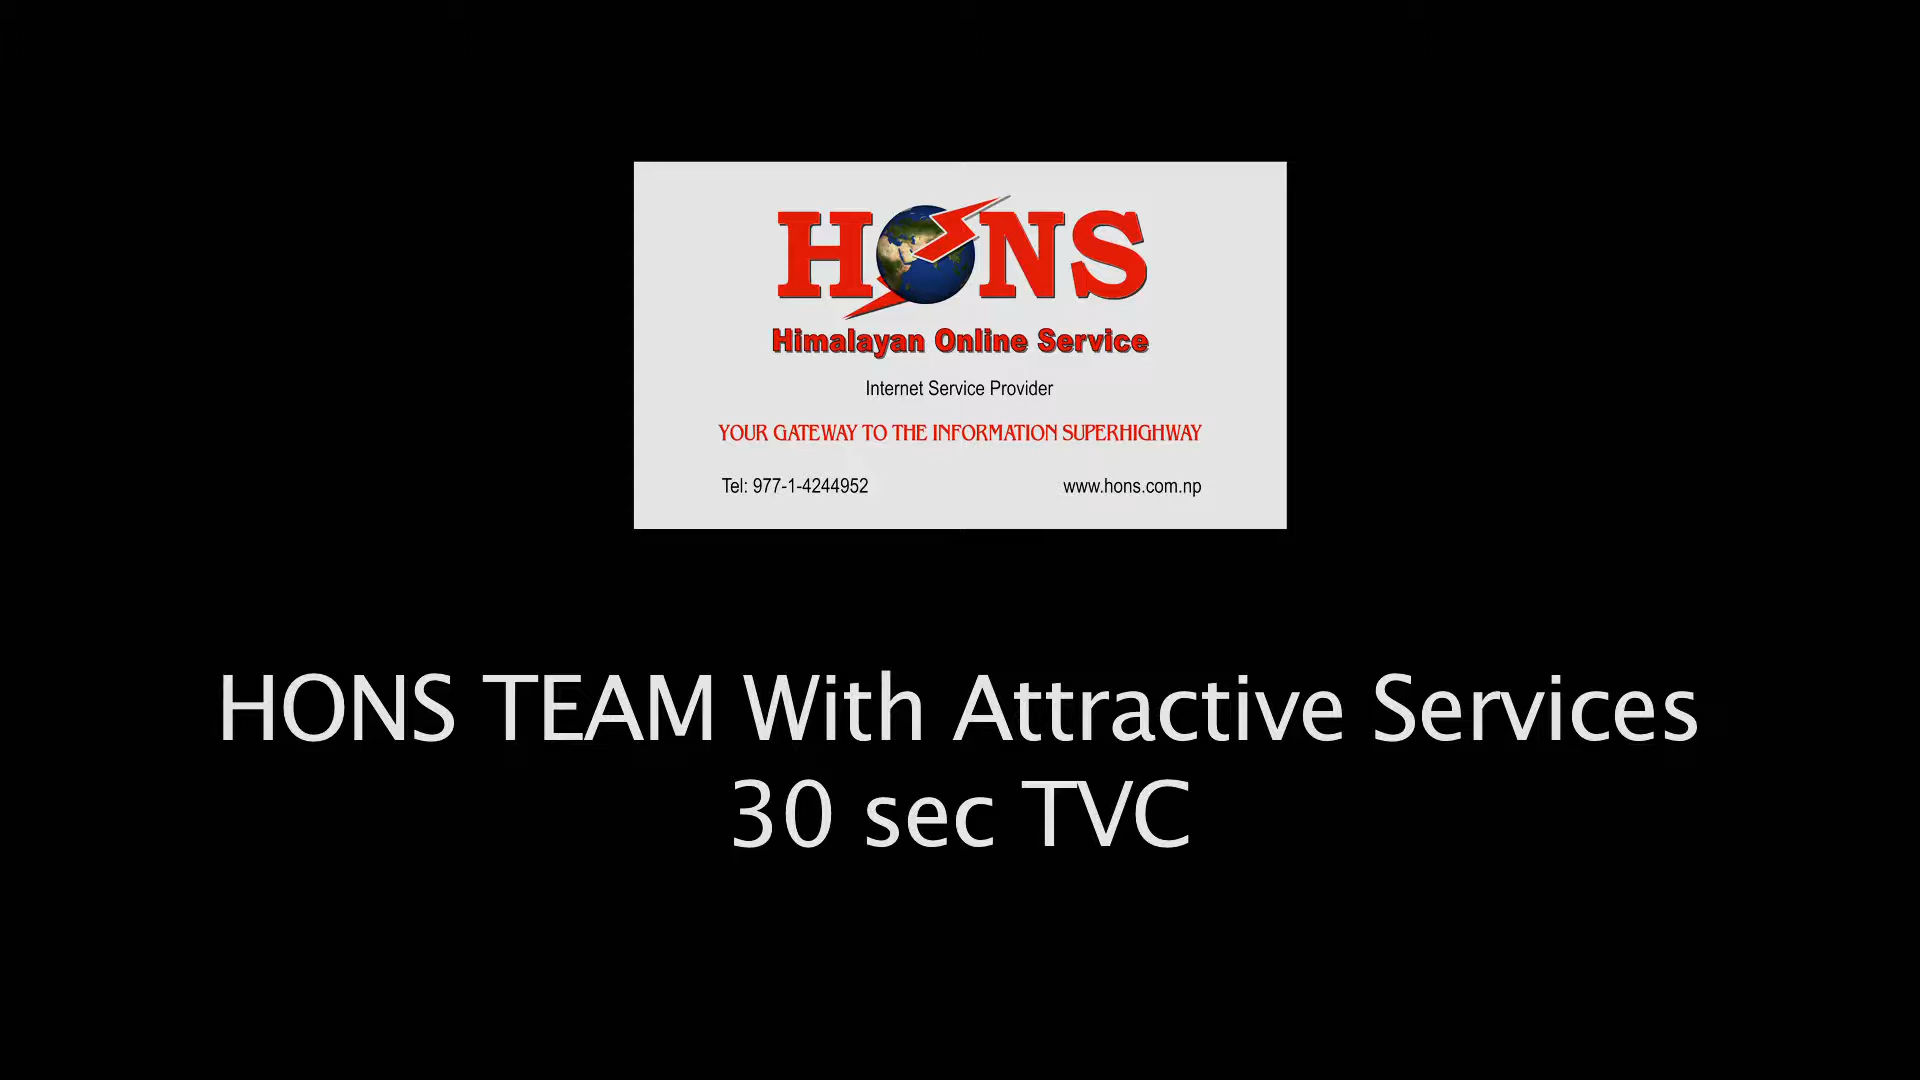 HONS
Himalayan Online Service
Internet Service Provider
YOUR GATEWAY TO THE INFORMATION SUPERHIGHWAY
Tel: 977-1-4244952 www.hons.com.np
HONS TEAM With Attractive Services
30 sec TVC